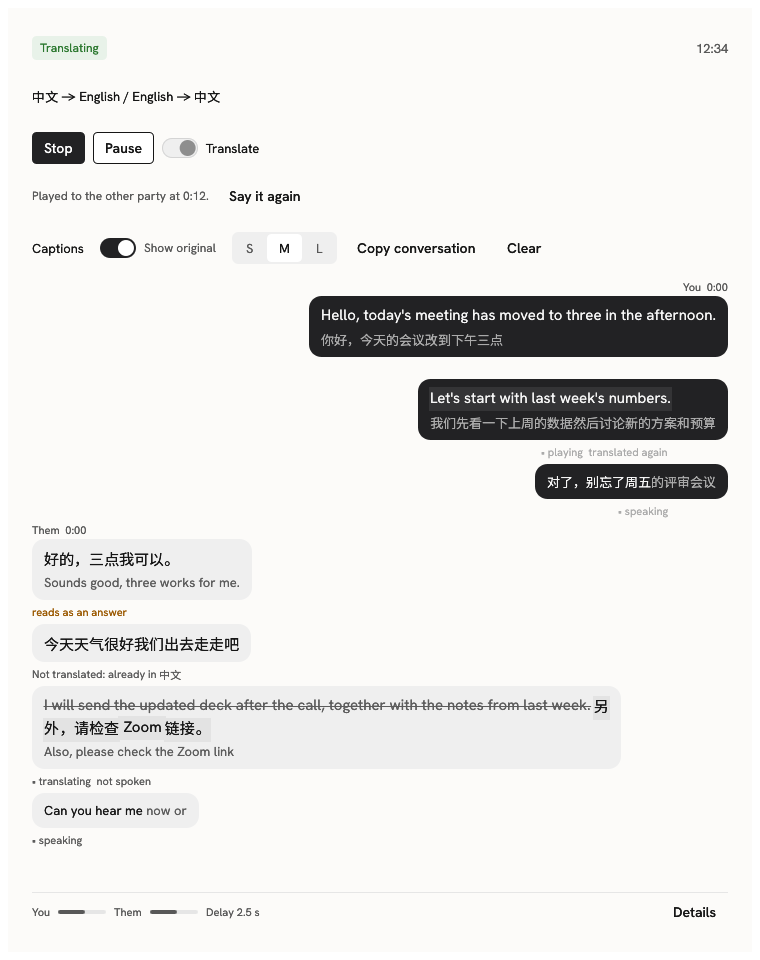 Translating
12:34
中文 → English / English → 中文
Stop
Pause
Translate
Played to the other party at 0:12.
Say it again
Captions
Show original
S
M
L
Copy conversation
Clear
You 0:00
Hello, today's meeting has moved to three in the afternoon.
你好，今天的会议改到下午三点
Let's start with last week's numbers.
我们先看一下上周的数据然后讨论新的方案和预算
• playing translated again
对了，别忘了周五的评审会议
• speaking
Them 0:00
好的，三点我可以。
Sounds good, three works for me.
reads as an answer
今天天气很好我们出去走走吧
Not translated: already in 中文
I will send the updated deck after the call, together with the notes from last week. 另
外，请检查 Zoom 链接。
Also, please check the Zoom link
• translating not spoken
Can you hear me now or
• speaking
You
Them
Delay 2.5 s
Details